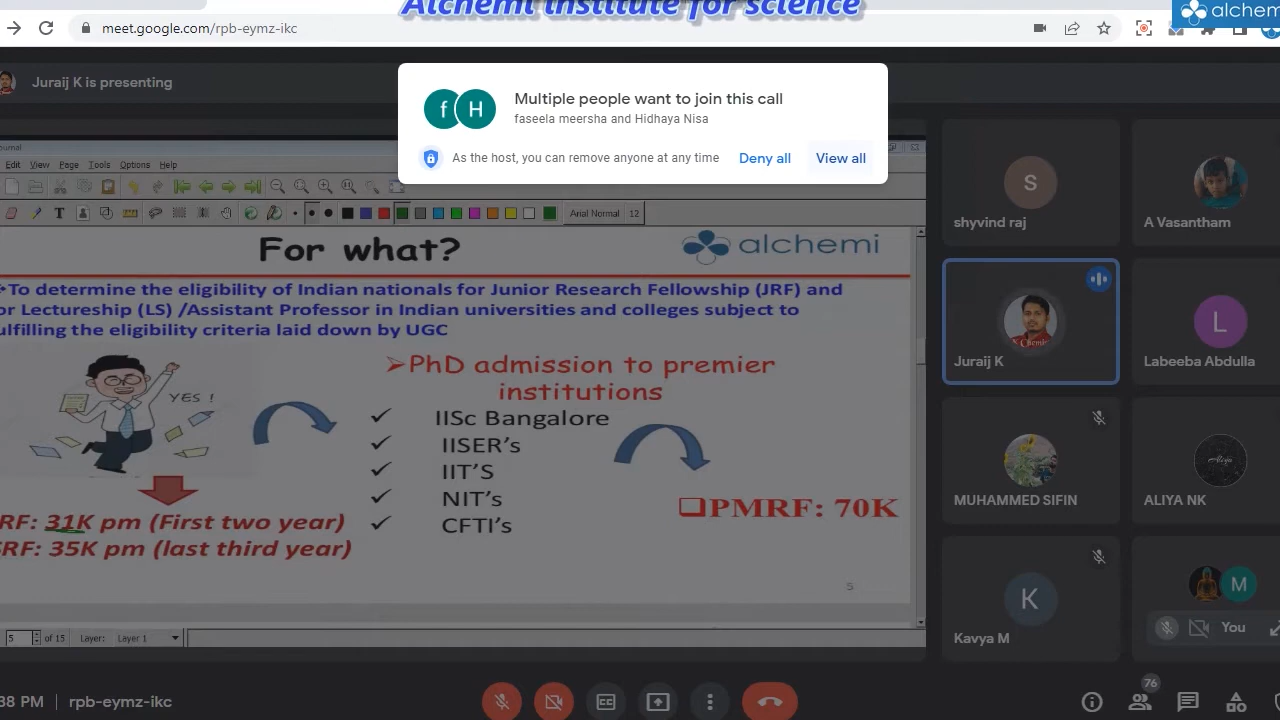 Alchemi institute for science
alchemi
meet.google.com/rpb-eymz-ikc
Juraij K is presenting
Multiple people want to join this call
faseela meersha and Hidhaya Nisa
f H
As the host, you can remove anyone at any time
Deny all
View all
Edit View Page Tools Options Help
T
Arial Normal 12
For what?
alchemi
To determine the eligibility of Indian nationals for Junior Research Fellowship (JRF) and
or Lectureship (LS) /Assistant Professor in Indian universities and colleges subject to
ulfilling the eligibility criteria laid down by UGC
YES !
➢PhD admission to premier
institutions
✓ IISc Bangalore
✓ IISER's
✓ IIT'S
✓ NIT's
✓ CFTI's
❑PMRF: 70K
RF: 31K pm (First two year)
RF: 35K pm (last third year)
5
5 of 15 Layer: Layer 1
S
shyvind raj
A Vasantham
K Chemi
Juraij K
L
Labeeba Abdulla
MUHAMMED SIFIN
ALIYA NK
K
Kavya M
M
You
38 PM | rpb-eymz-ikc
CC
76